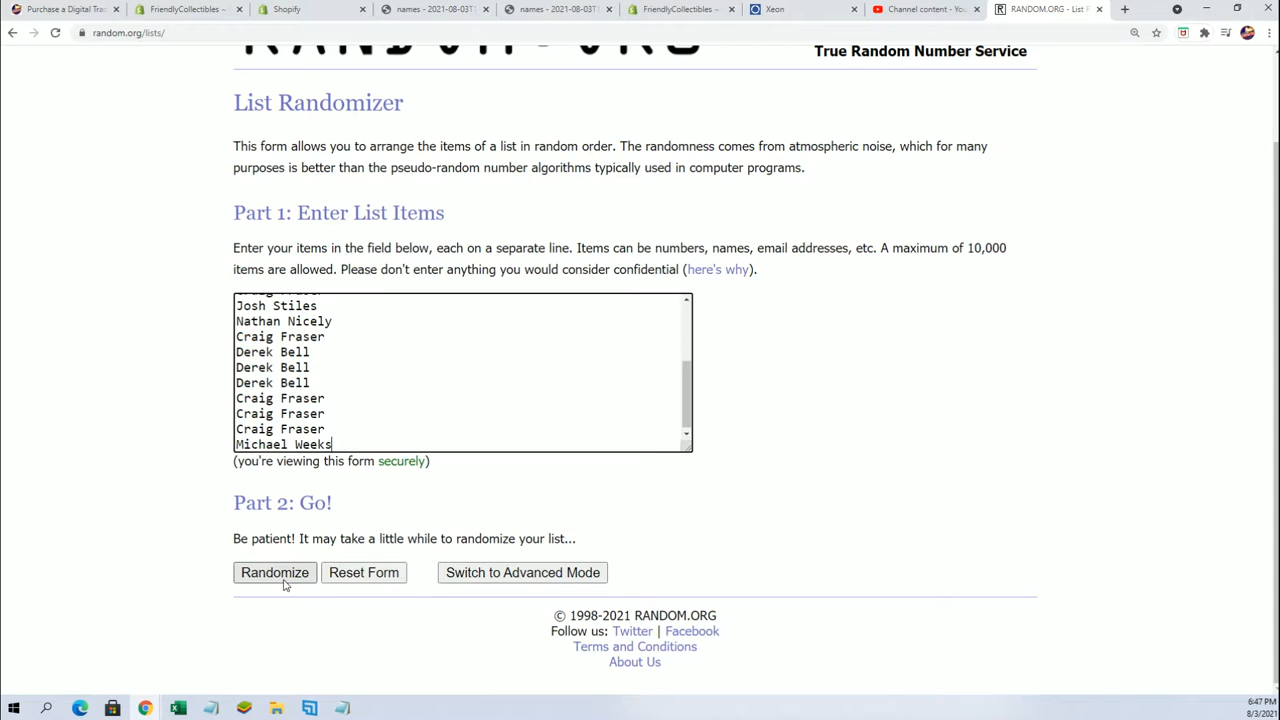 Purchase a Digital Tra
FriendlyCollectibles ~
Shopify
names - 2021-08-03T
names - 2021-08-03T1
FriendlyCollectibles ~
Xeon
Channel content - You
RANDOM.ORG - List R
random.org/lists/
RANDOM.ORG
True Random Number Service
List Randomizer
This form allows you to arrange the items of a list in random order. The randomness comes from atmospheric noise, which for many
purposes is better than the pseudo-random number algorithms typically used in computer programs.
Part 1: Enter List Items
Enter your items in the field below, each on a separate line. Items can be numbers, names, email addresses, etc. A maximum of 10,000
items are allowed. Please don't enter anything you would consider confidential (here's why).
Craig Fraser
Josh Stiles
Nathan Nicely
Craig Fraser
Derek Bell
Derek Bell
Derek Bell
Craig Fraser
Craig Fraser
Craig Fraser
Michael Weeks
(you're viewing this form securely)
Part 2: Go!
Be patient! It may take a little while to randomize your list...
Randomize Reset Form Switch to Advanced Mode
© 1998-2021 RANDOM.ORG
Follow us: Twitter | Facebook
Terms and Conditions
About Us
6:47 PM
8/3/2021